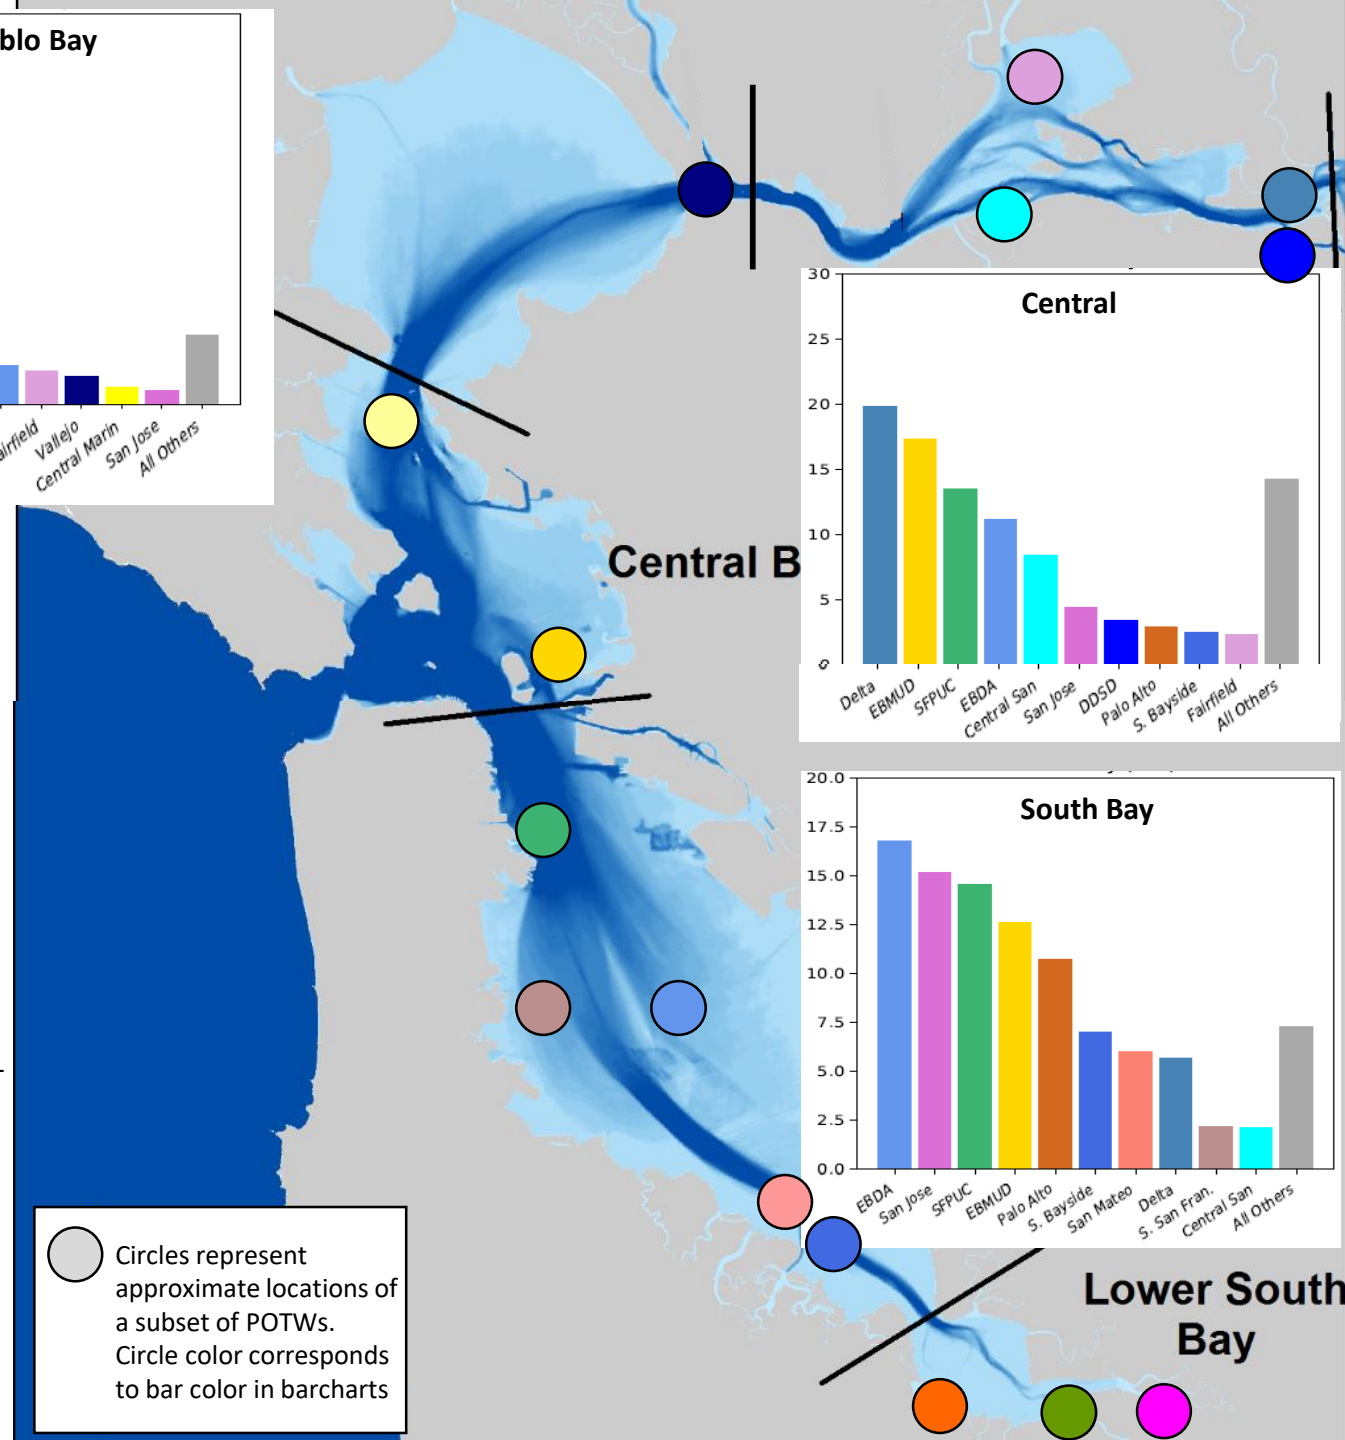 blo Bay
airfield
Vallejo
Central Marin
San Jose
All Others
Central
30
25
20
15
10
5
Delta
EBMUD
SFPUC
EBDA
Central San
San Jose
DDSD
Palo Alto
S. Bayside
Fairfield
All Others
Central B
South Bay
20.0
17.5
15.0
12.5
10.0
7.5
5.0
2.5
0.0
EBDA
San Jose
SFPUC
EBMUD
Palo Alto
S. Bayside
San Mateo
Delta
S. San Fran.
Central San
All Others
Circles represent
approximate locations of
a subset of POTWs.
Circle color corresponds
to bar color in barcharts
Lower South
Bay